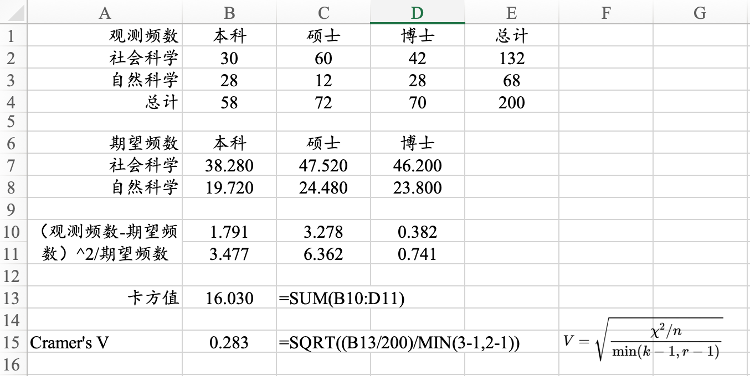 A B C D E F G
1 观测频数 本科 硕士 博士 总计
2 社会科学 30 60 42 132
3 自然科学 28 12 28 68
4 总计 58 72 70 200
5
6 期望频数 本科 硕士 博士
7 社会科学 38.280 47.520 46.200
8 自然科学 19.720 24.480 23.800
9
10 （观测频数-期望频 1.791 3.278 0.382
11 数）^2/期望频数 3.477 6.362 0.741
12
13 卡方值 16.030 =SUM(B10:D11)
14
15 Cramer's V 0.283 =SQRT((B13/200)/MIN(3-1,2-1)) V = √(χ²/n / min(k − 1, r − 1))
16